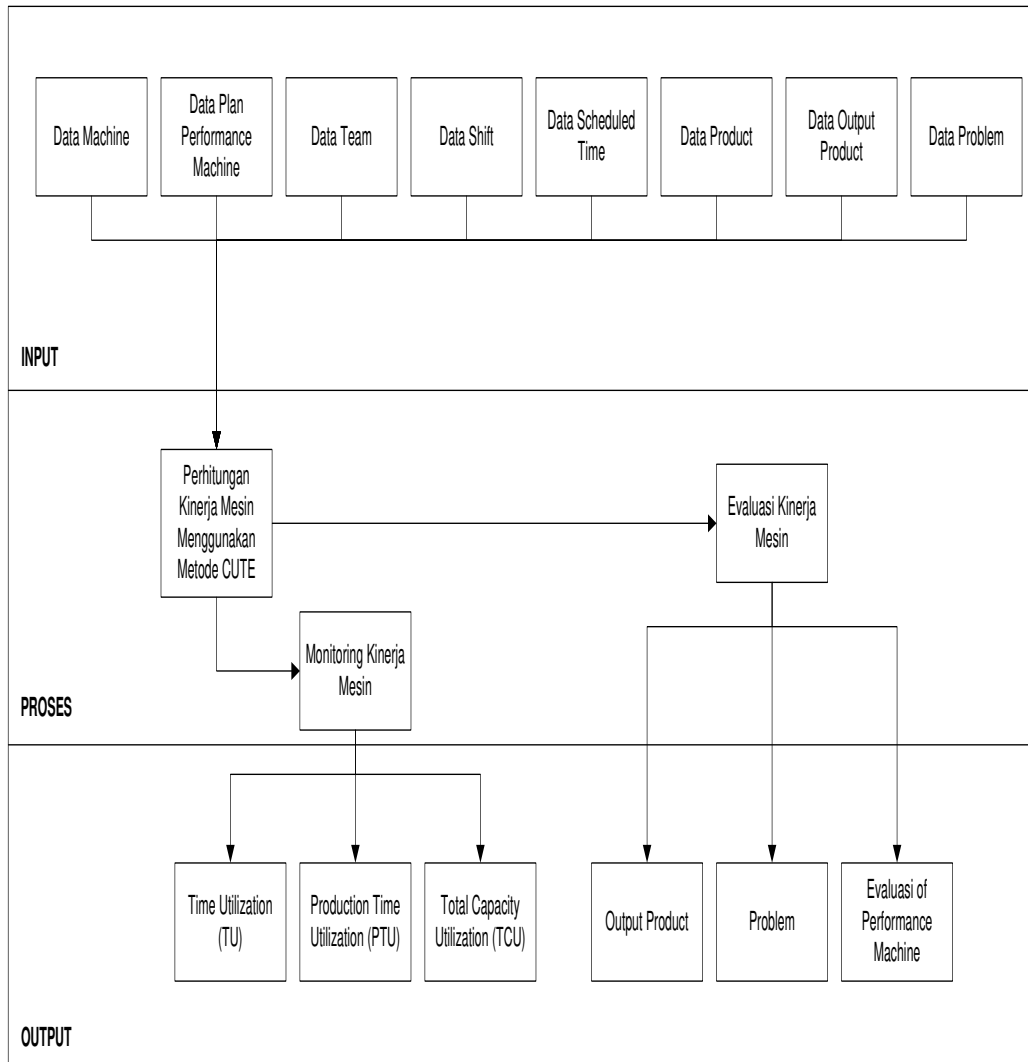 Data Machine
Data Plan
Performance
Machine
Data Team
Data Shift
Data Scheduled
Time
Data Product
Data Output
Product
Data Problem
INPUT
Perhitungan
Kinerja Mesin
Menggunakan
Metode CUTE
Evaluasi Kinerja
Mesin
Monitoring Kinerja
Mesin
PROSES
Time Utilization
(TU)
Production Time
Utilization (PTU)
Total Capacity
Utilization (TCU)
Output Product
Problem
Evaluasi of
Performance
Machine
OUTPUT